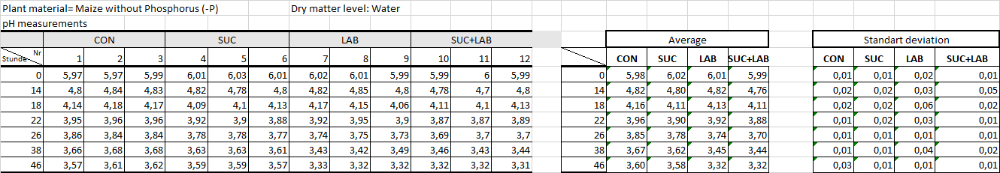 Plant material= Maize without Phosphorus (-P) Dry matter level: Water
pH measurements
CON SUC LAB SUC+LAB Average Standart deviation
Stunde Nr 1 2 3 4 5 6 7 8 9 10 11 12 CON SUC LAB SUC+LAB CON SUC LAB SUC+LAB
0 5,97 5,97 5,99 6,01 6,03 6,01 6,02 6,01 5,99 5,99 6 5,99 0 5,98 6,02 6,01 5,99 0,01 0,01 0,02 0,01
14 4,8 4,84 4,83 4,82 4,78 4,8 4,82 4,85 4,8 4,78 4,7 4,8 14 4,82 4,80 4,82 4,76 0,02 0,02 0,03 0,05
18 4,14 4,18 4,17 4,09 4,1 4,13 4,17 4,15 4,06 4,11 4,1 4,13 18 4,16 4,11 4,13 4,11 0,02 0,02 0,06 0,02
22 3,95 3,96 3,96 3,92 3,9 3,88 3,92 3,95 3,9 3,87 3,87 3,89 22 3,96 3,90 3,92 3,88 0,01 0,02 0,03 0,01
26 3,86 3,84 3,84 3,78 3,78 3,77 3,74 3,75 3,73 3,69 3,7 3,7 26 3,85 3,78 3,74 3,70 0,01 0,01 0,01 0,01
38 3,66 3,68 3,68 3,63 3,63 3,61 3,43 3,42 3,49 3,46 3,43 3,44 38 3,67 3,62 3,45 3,44 0,01 0,01 0,04 0,02
46 3,57 3,61 3,62 3,59 3,59 3,57 3,33 3,32 3,32 3,32 3,32 3,31 46 3,60 3,58 3,32 3,32 0,03 0,01 0,01 0,01